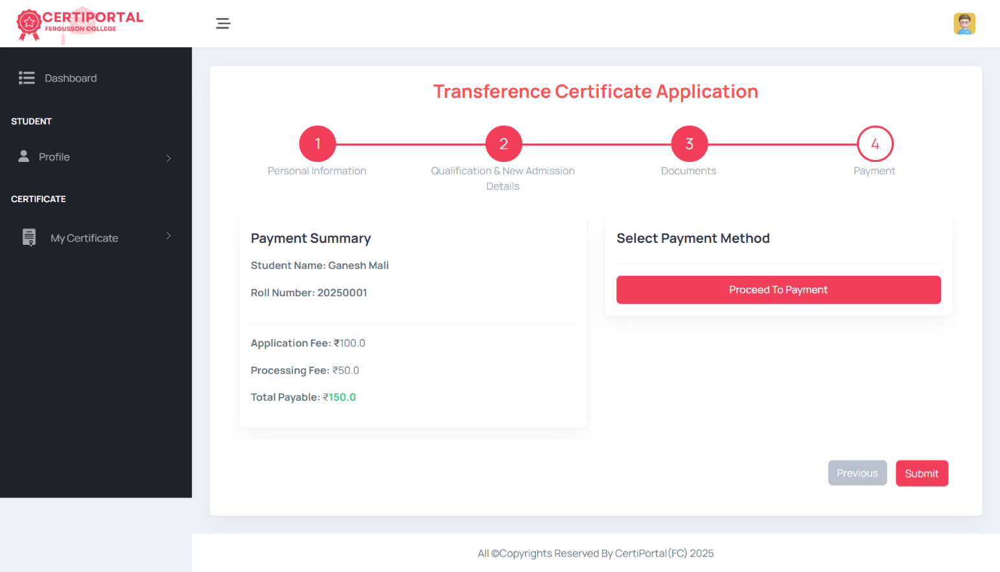 CERTIPORTAL
FERGUSSON COLLEGE
Dashboard
STUDENT
Profile
CERTIFICATE
My Certificate
Transference Certificate Application
1
2
3
4
Personal Information
Qualification & New Admission
Details
Documents
Payment
Payment Summary
Student Name: Ganesh Mali
Roll Number: 20250001
Application Fee: ₹100.0
Processing Fee: ₹50.0
Total Payable: ₹150.0
Select Payment Method
Proceed To Payment
Previous
Submit
All ©Copyrights Reserved By CertiPortal(FC) 2025